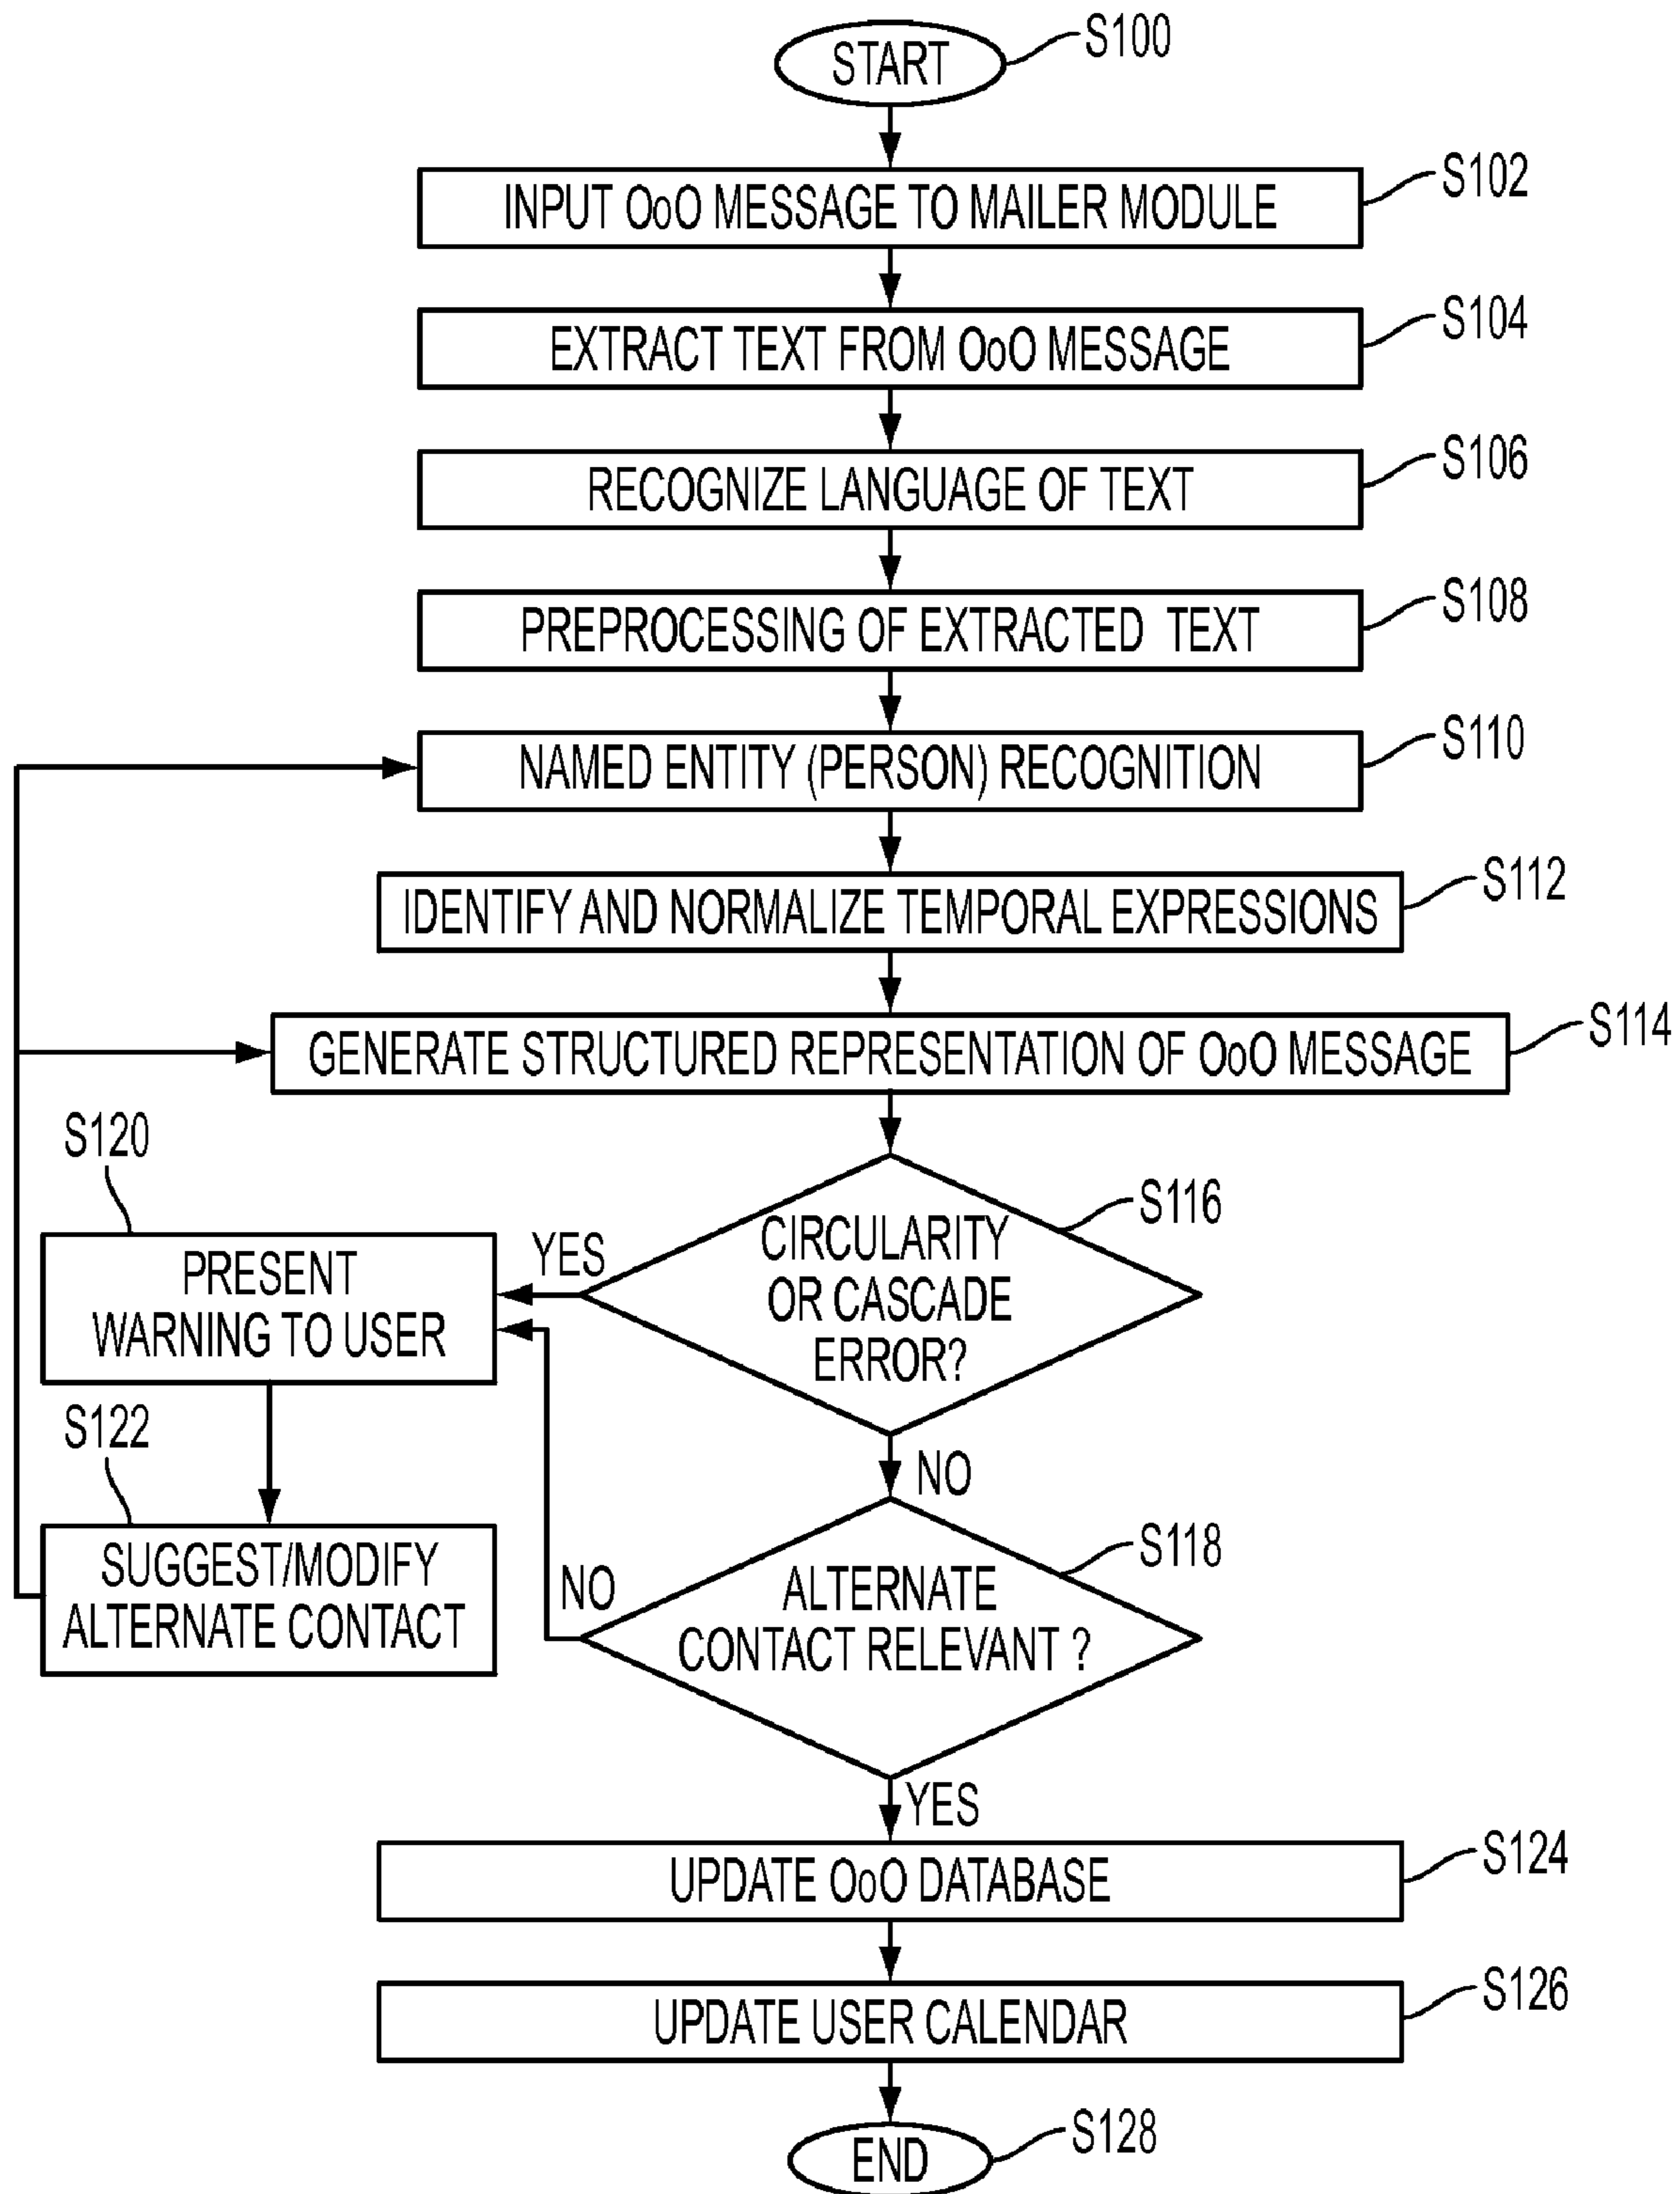 START
S100
INPUT OoO MESSAGE TO MAILER MODULE
S102
EXTRACT TEXT FROM OoO MESSAGE
S104
RECOGNIZE LANGUAGE OF TEXT
S106
PREPROCESSING OF EXTRACTED TEXT
S108
NAMED ENTITY (PERSON) RECOGNITION
S110
IDENTIFY AND NORMALIZE TEMPORAL EXPRESSIONS
S112
GENERATE STRUCTURED REPRESENTATION OF OoO MESSAGE
S114
CIRCULARITY
OR CASCADE
ERROR?
S116
YES
S120
PRESENT
WARNING TO USER
S122
SUGGEST/MODIFY
ALTERNATE CONTACT
NO
ALTERNATE
CONTACT RELEVANT ?
S118
NO
YES
UPDATE OoO DATABASE
S124
UPDATE USER CALENDAR
S126
END
S128